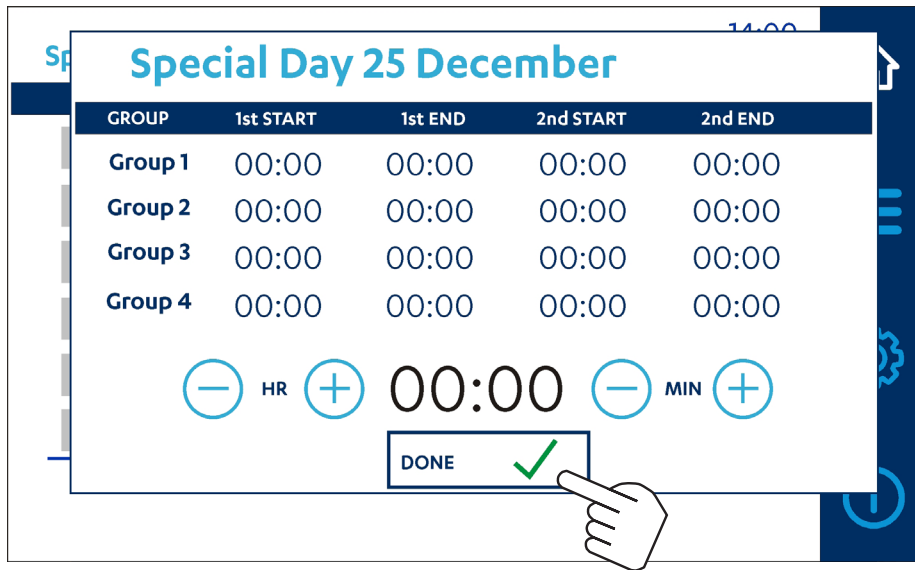 14:00
Sp
Special Day 25 December
GROUP 1st START 1st END 2nd START 2nd END
Group 1 00:00 00:00 00:00 00:00
Group 2 00:00 00:00 00:00 00:00
Group 3 00:00 00:00 00:00 00:00
Group 4 00:00 00:00 00:00 00:00
HR 00:00 MIN
DONE